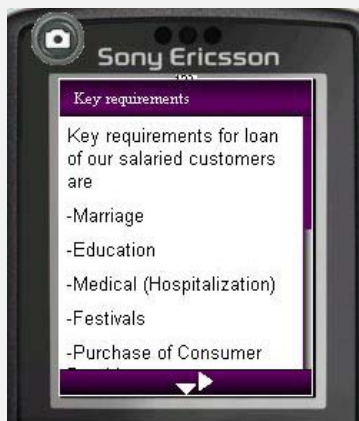 Sony Ericsson
Key requirements
Key requirements for loan
of our salaried customers
are
-Marriage
-Education
-Medical (Hospitalization)
-Festivals
-Purchase of Consumer